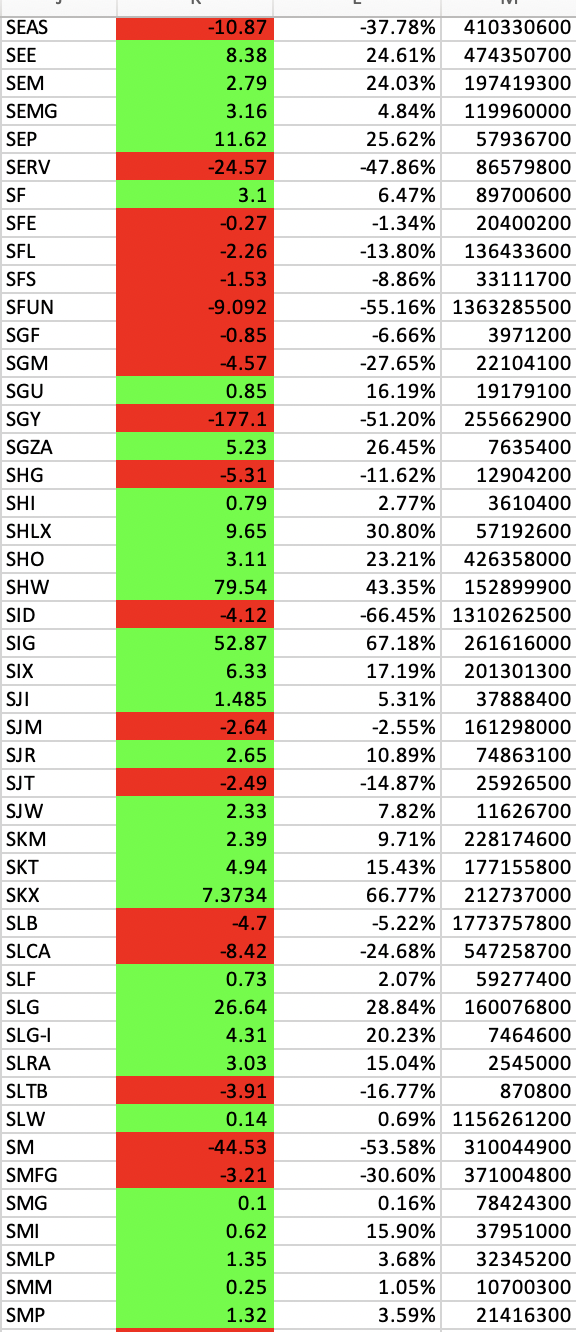 SEAS -10.87 -37.78% 410330600
SEE 8.38 24.61% 474350700
SEM 2.79 24.03% 197419300
SEMG 3.16 4.84% 119960000
SEP 11.62 25.62% 57936700
SERV -24.57 -47.86% 86579800
SF 3.1 6.47% 89700600
SFE -0.27 -1.34% 20400200
SFL -2.26 -13.80% 136433600
SFS -1.53 -8.86% 33111700
SFUN -9.092 -55.16% 1363285500
SGF -0.85 -6.66% 3971200
SGM -4.57 -27.65% 22104100
SGU 0.85 16.19% 19179100
SGY -177.1 -51.20% 255662900
SGZA 5.23 26.45% 7635400
SHG -5.31 -11.62% 12904200
SHI 0.79 2.77% 3610400
SHLX 9.65 30.80% 57192600
SHO 3.11 23.21% 426358000
SHW 79.54 43.35% 152899900
SID -4.12 -66.45% 1310262500
SIG 52.87 67.18% 261616000
SIX 6.33 17.19% 201301300
SJI 1.485 5.31% 37888400
SJM -2.64 -2.55% 161298000
SJR 2.65 10.89% 74863100
SJT -2.49 -14.87% 25926500
SJW 2.33 7.82% 11626700
SKM 2.39 9.71% 228174600
SKT 4.94 15.43% 177155800
SKX 7.3734 66.77% 212737000
SLB -4.7 -5.22% 1773757800
SLCA -8.42 -24.68% 547258700
SLF 0.73 2.07% 59277400
SLG 26.64 28.84% 160076800
SLG-I 4.31 20.23% 7464600
SLRA 3.03 15.04% 2545000
SLTB -3.91 -16.77% 870800
SLW 0.14 0.69% 1156261200
SM -44.53 -53.58% 310044900
SMFG -3.21 -30.60% 371004800
SMG 0.1 0.16% 78424300
SMI 0.62 15.90% 37951000
SMLP 1.35 3.68% 32345200
SMM 0.25 1.05% 10700300
SMP 1.32 3.59% 21416300